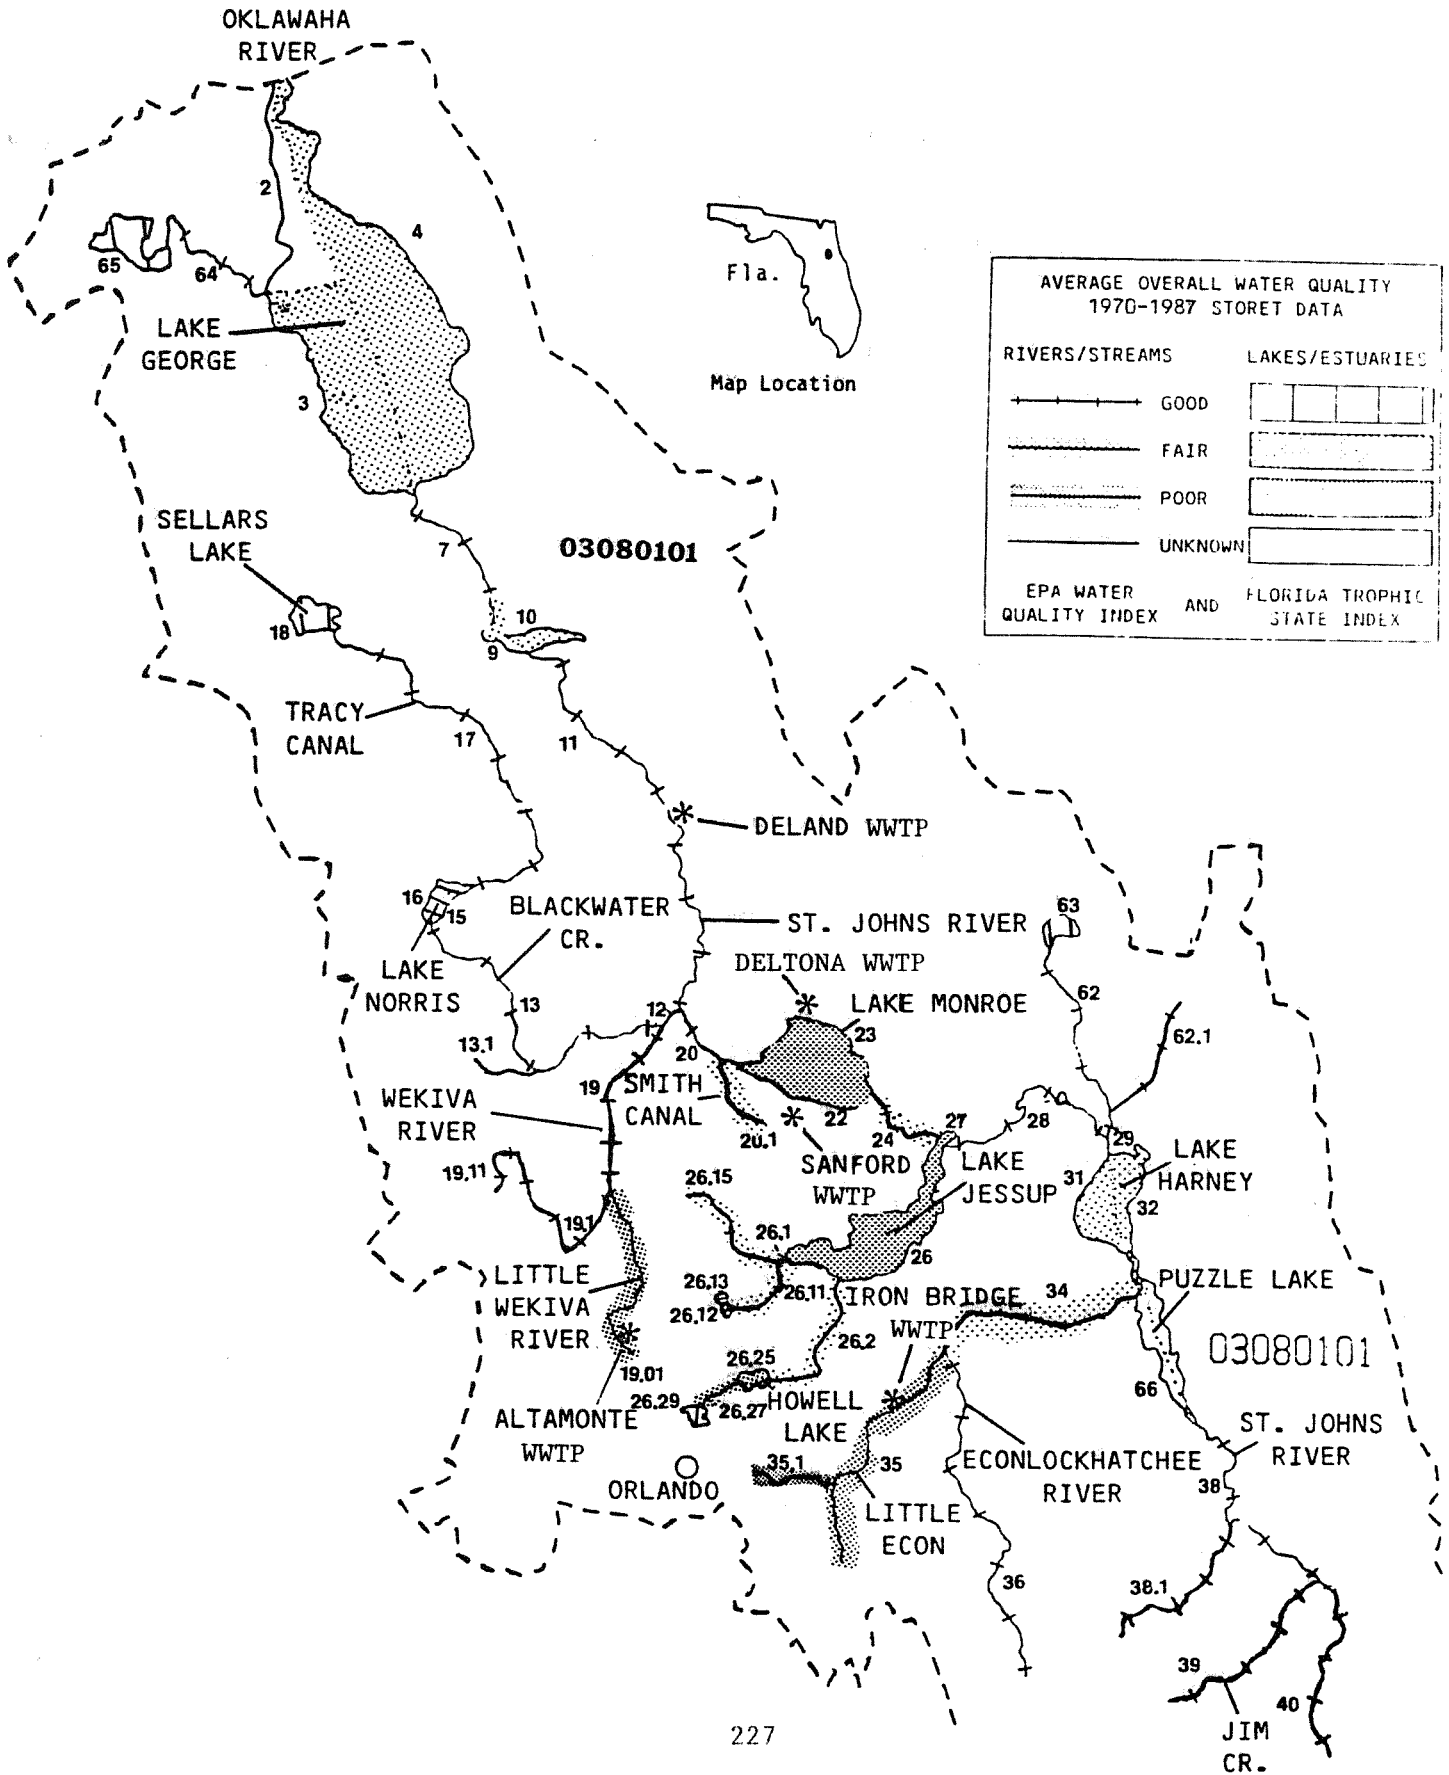 OKLAWAHA
RIVER
2
4
65
64
LAKE
GEORGE
3
Fla.
Map Location
AVERAGE OVERALL WATER QUALITY
1970-1987 STORET DATA
RIVERS/STREAMS
LAKES/ESTUARIES
GOOD
FAIR
POOR
UNKNOWN
EPA WATER
QUALITY INDEX
AND
FLORIDA TROPHIC
STATE INDEX
SELLARS
LAKE
7
03080101
18
10
9
TRACY
CANAL
17
11
DELAND WWTP
16
15
BLACKWATER
CR.
ST. JOHNS RIVER
63
LAKE
NORRIS
DELTONA WWTP
13
12
LAKE MONROE
62
23
62.1
13.1
20
19
SMITH
CANAL
WEKIVA
RIVER
20.1
22
24
27
28
29
SANFORD
WWTP
LAKE
JESSUP
LAKE
HARNEY
31
32
19.11
26.15
19.1
26.1
26
LITTLE
WEKIVA
RIVER
26.13
26.12
26.11
IRON BRIDGE
WWTP
34
PUZZLE LAKE
26.2
03080101
19.01
26.25
66
26.29
26.27
HOWELL
LAKE
ALTAMONTE
WWTP
ST. JOHNS
RIVER
ORLANDO
35.1
35
ECONLOCKHATCHEE
RIVER
38
LITTLE
ECON
36
38.1
39
40
JIM
CR.
227